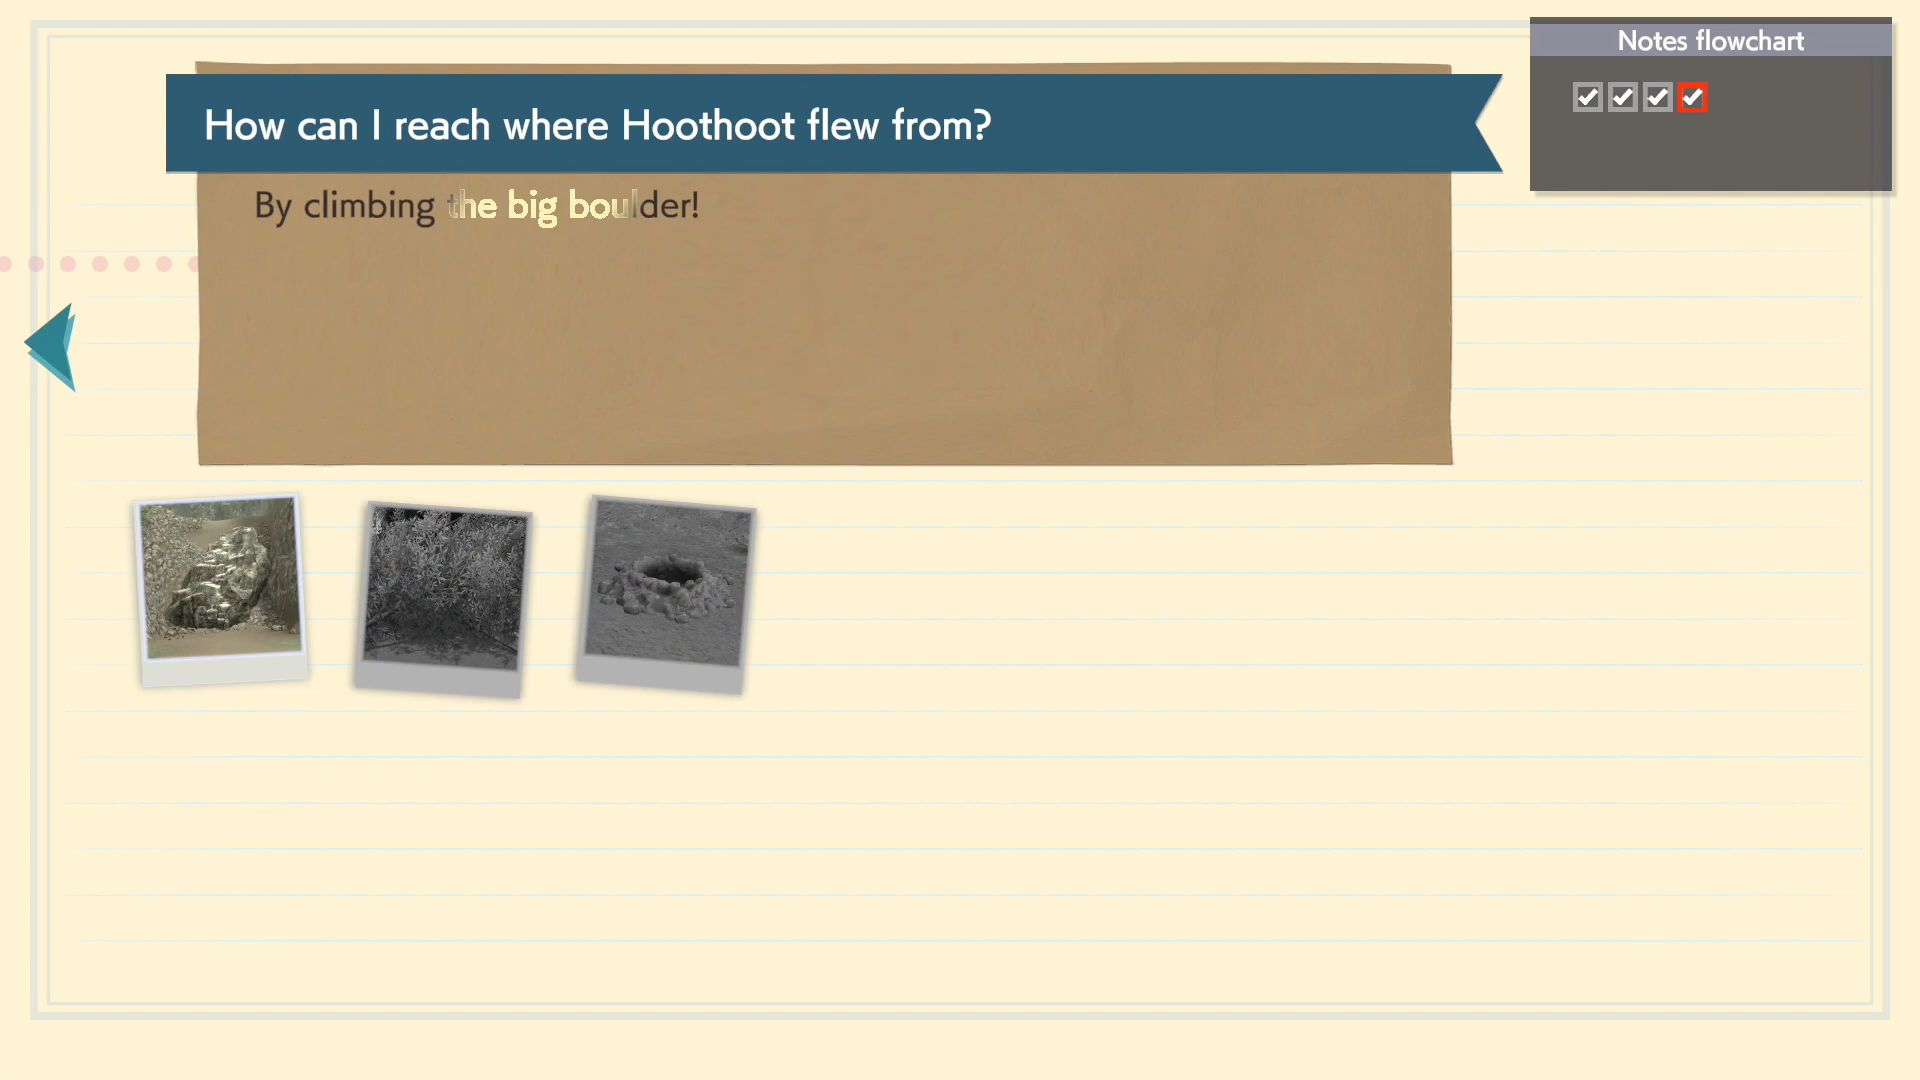 Notes flowchart
How can I reach where Hoothoot flew from?
By climbing the big boulder!